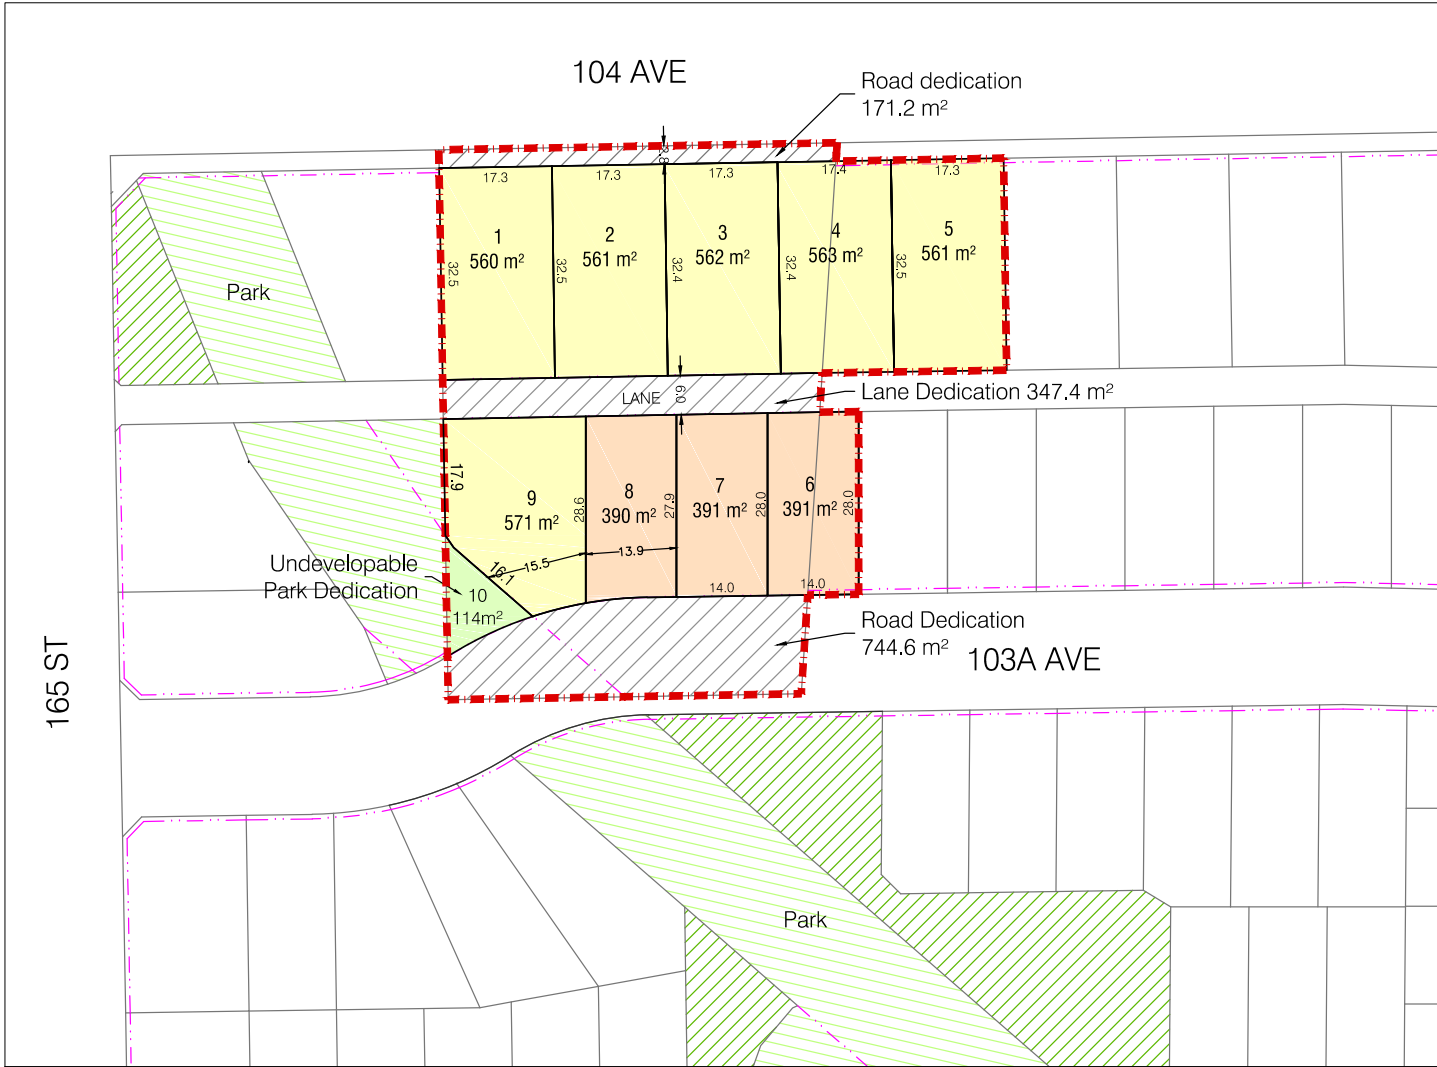 104 AVE
Road dedication
171.2 m²
2.8
17.3
17.3
17.3
17.4
17.3
1
560 m²
2
561 m²
3
562 m²
4
563 m²
5
561 m²
32.5
32.5
32.4
32.4
32.5
Park
LANE
6.0
Lane Dedication 347.4 m²
17.9
9
571 m²
28.6
8
390 m²
27.9
7
391 m²
28.0
6
391 m²
28.0
16.1
15.5
13.9
14.0
14.0
Undevelopable
Park Dedication
10
114m²
Road Dedication
744.6 m²
103A AVE
165 ST
Park